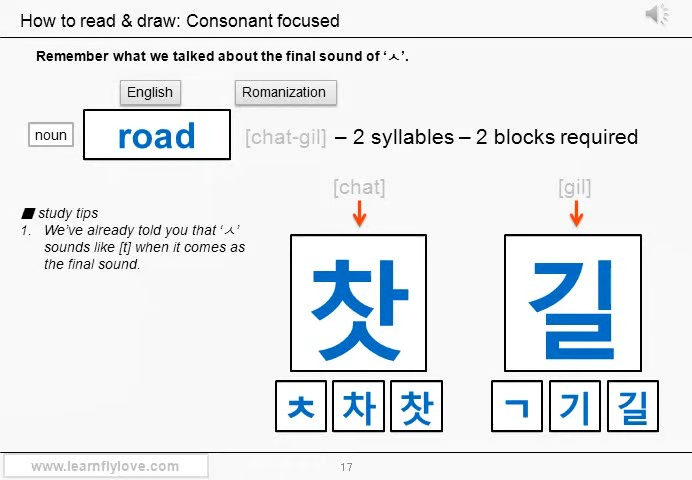 How to read & draw: Consonant focused
Remember what we talked about the final sound of ‘ㅅ’.
English
Romanization
noun
road
[chat-gil] – 2 syllables – 2 blocks required
[chat]
[gil]
study tips
1. We’ve already told you that ‘ㅅ’
sounds like [t] when it comes as
the final sound.
찻
길
ㅊ 차 찻
ㄱ 기 길
www.learnflylove.com
17